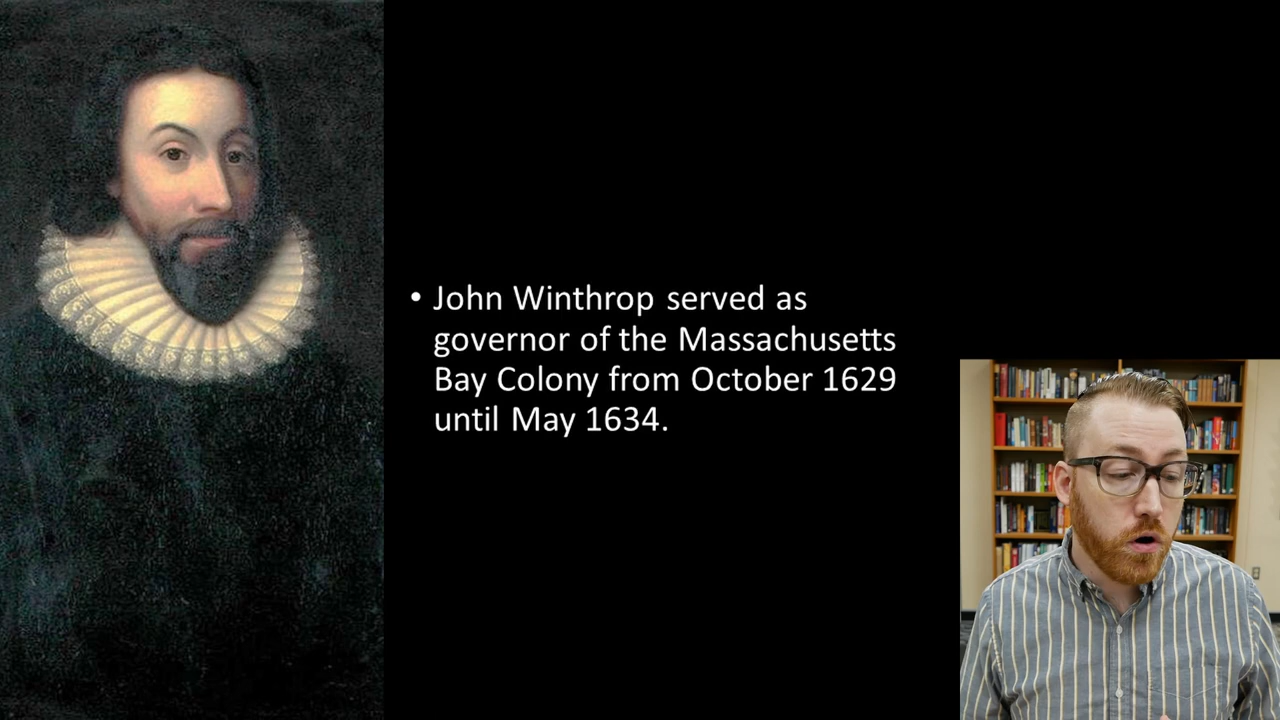 • John Winthrop served as
governor of the Massachusetts
Bay Colony from October 1629
until May 1634.